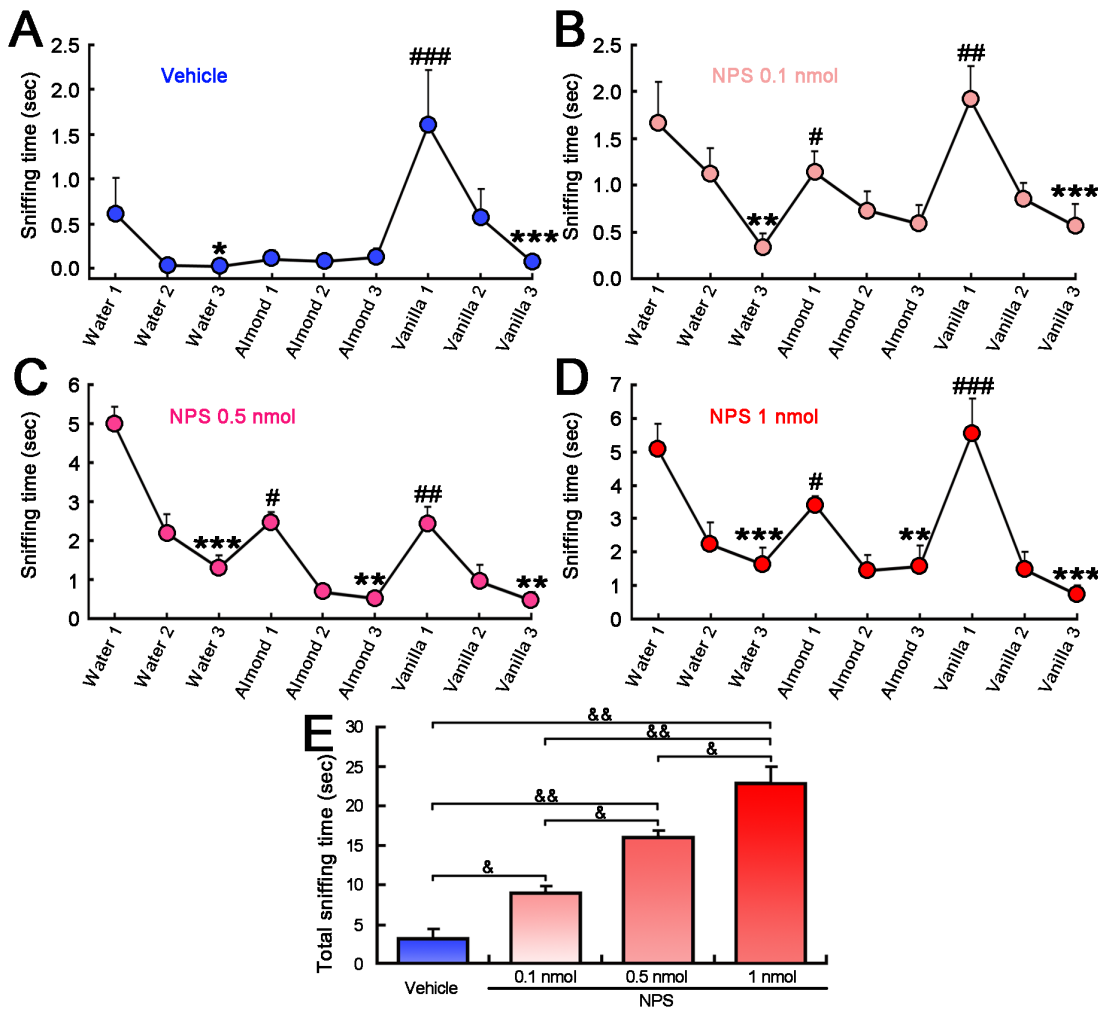 A
Vehicle
Sniffing time (sec)
2.5
2.0
1.5
1.0
0.5
0.0
*
###
***
Water 1
Water 2
Water 3
Almond 1
Almond 2
Almond 3
Vanilla 1
Vanilla 2
Vanilla 3
B
NPS 0.1 nmol
Sniffing time (sec)
2.5
2.0
1.5
1.0
0.5
0.0
**
#
##
***
Water 1
Water 2
Water 3
Almond 1
Almond 2
Almond 3
Vanilla 1
Vanilla 2
Vanilla 3
C
NPS 0.5 nmol
Sniffing time (sec)
6
5
4
3
2
1
0
***
#
**
##
**
Water 1
Water 2
Water 3
Almond 1
Almond 2
Almond 3
Vanilla 1
Vanilla 2
Vanilla 3
D
NPS 1 nmol
Sniffing time (sec)
7
6
5
4
3
2
1
0
***
#
**
###
***
Water 1
Water 2
Water 3
Almond 1
Almond 2
Almond 3
Vanilla 1
Vanilla 2
Vanilla 3
E
Total sniffing time (sec)
30
25
20
15
10
5
0
&&
&&
&
&&
&
&
Vehicle
0.1 nmol
0.5 nmol
1 nmol
NPS